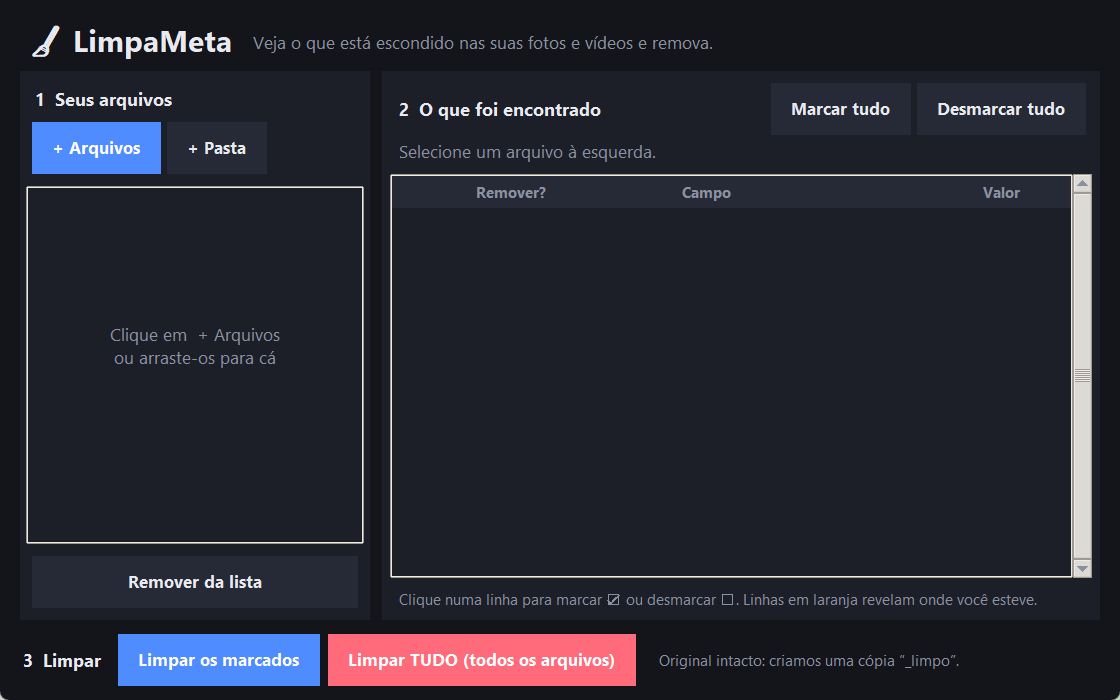 LimpaMeta Veja o que está escondido nas suas fotos e vídeos e remova.
1 Seus arquivos
+ Arquivos + Pasta
Clique em + Arquivos
ou arraste-os para cá
Remover da lista
2 O que foi encontrado
Marcar tudo Desmarcar tudo
Selecione um arquivo à esquerda.
Remover? Campo Valor
Clique numa linha para marcar ☑ ou desmarcar ☐. Linhas em laranja revelam onde você esteve.
3 Limpar Limpar os marcados Limpar TUDO (todos os arquivos) Original intacto: criamos uma cópia “_limpo”.